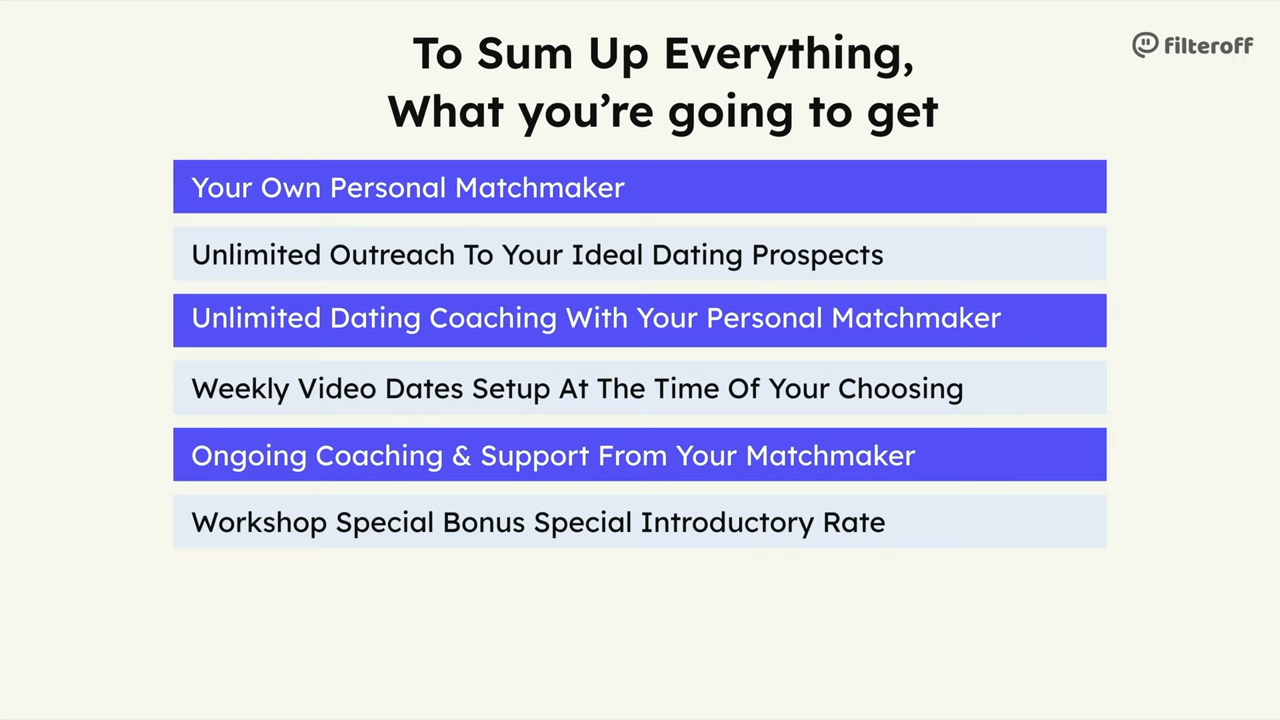 To Sum Up Everything,
What you’re going to get
filteroff
Your Own Personal Matchmaker
Unlimited Outreach To Your Ideal Dating Prospects
Unlimited Dating Coaching With Your Personal Matchmaker
Weekly Video Dates Setup At The Time Of Your Choosing
Ongoing Coaching & Support From Your Matchmaker
Workshop Special Bonus Special Introductory Rate